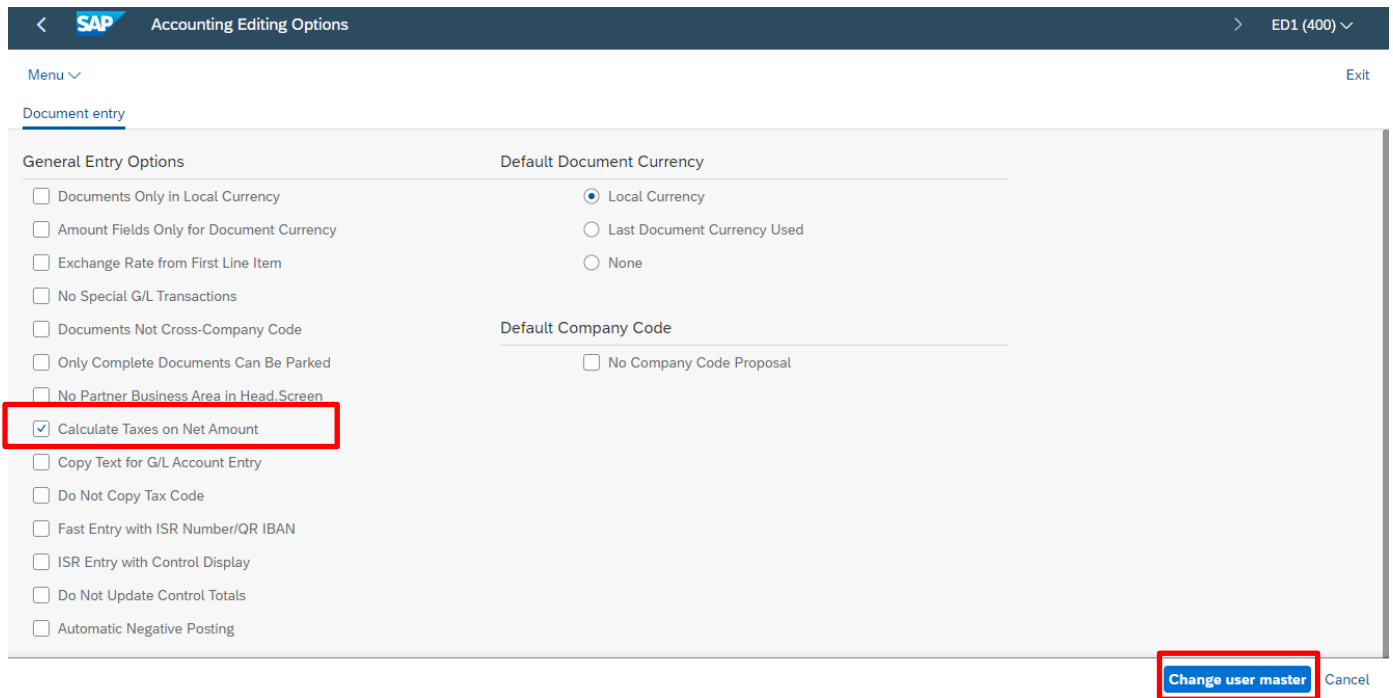 SAP Accounting Editing Options ED1 (400)
Menu Exit
Document entry
General Entry Options
Documents Only in Local Currency
Amount Fields Only for Document Currency
Exchange Rate from First Line Item
No Special G/L Transactions
Documents Not Cross-Company Code
Only Complete Documents Can Be Parked
No Partner Business Area in Head.Screen
Calculate Taxes on Net Amount
Copy Text for G/L Account Entry
Do Not Copy Tax Code
Fast Entry with ISR Number/QR IBAN
ISR Entry with Control Display
Do Not Update Control Totals
Automatic Negative Posting
Default Document Currency
Local Currency
Last Document Currency Used
None
Default Company Code
No Company Code Proposal
Change user master Cancel